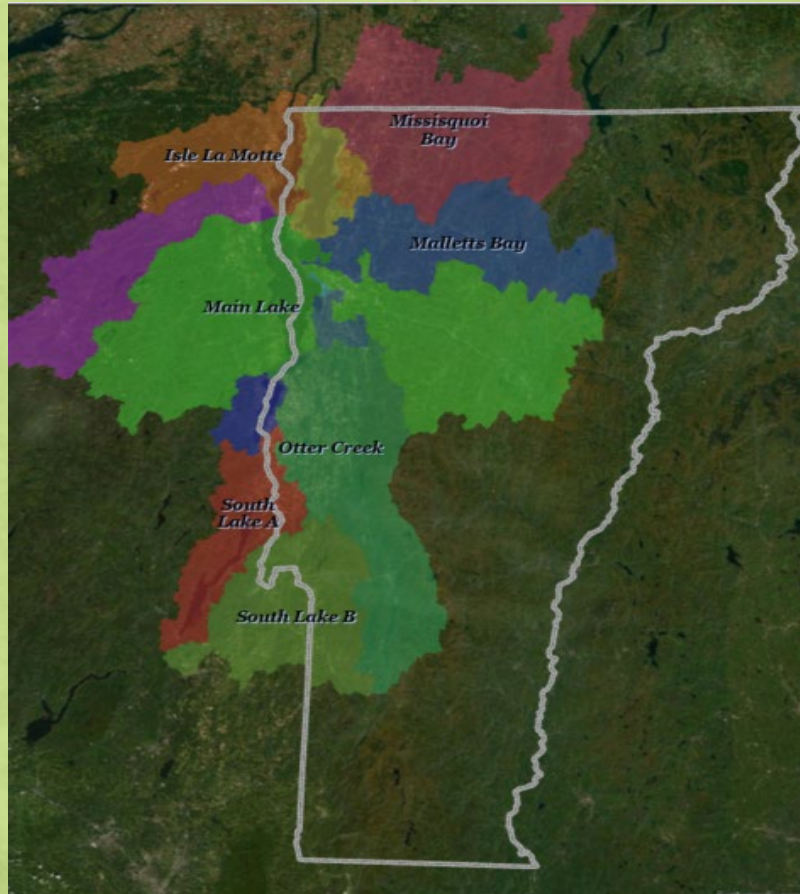 Missisquoi
Bay
Isle La Motte
Malletts Bay
Main Lake
Otter Creek
South
Lake A
South Lake B